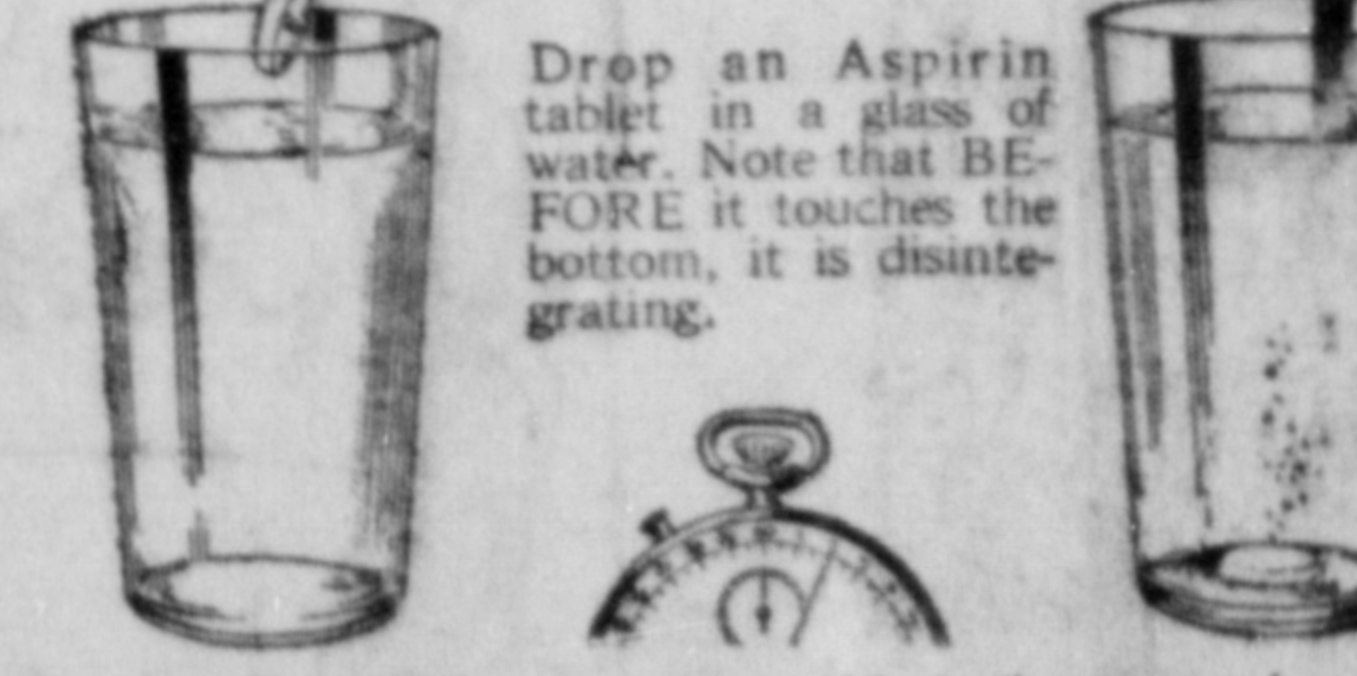 Drop an Aspirin
tablet in a glass of
water. Note that BE-
FORE it touches the
bottom, it is disinte-
grating.